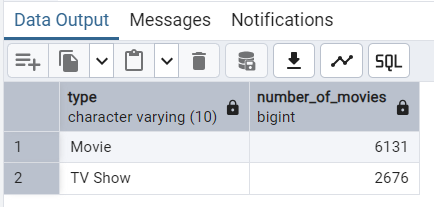 Data Output Messages Notifications
SQL
type number_of_movies
character varying (10) bigint
1 Movie 6131
2 TV Show 2676